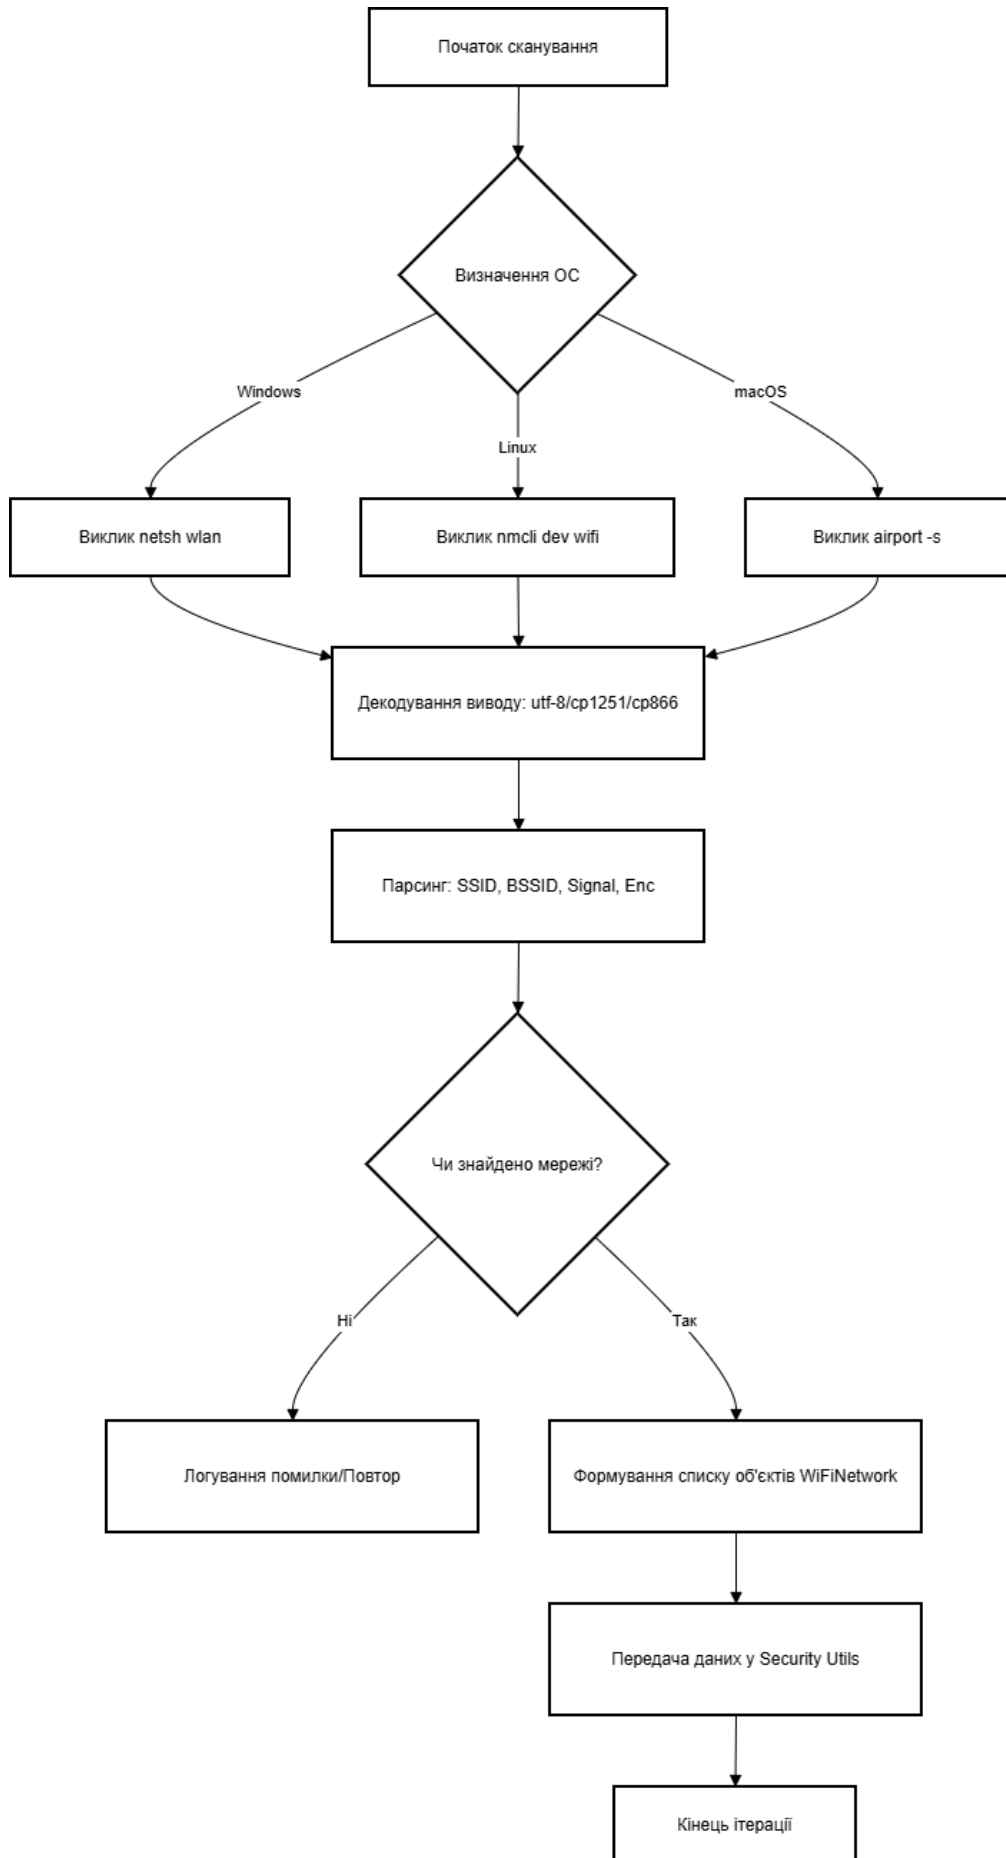 Початок сканування
Визначення ОС
Windows
Linux
macOS
Виклик netsh wlan
Виклик nmcli dev wifi
Виклик airport -s
Декодування виводу: utf-8/cp1251/cp866
Парсинг: SSID, BSSID, Signal, Enc
Чи знайдено мережі?
Ні
Так
Логування помилки/Повтор
Формування списку об'єктів WiFiNetwork
Передача даних у Security Utils
Кінець ітерації